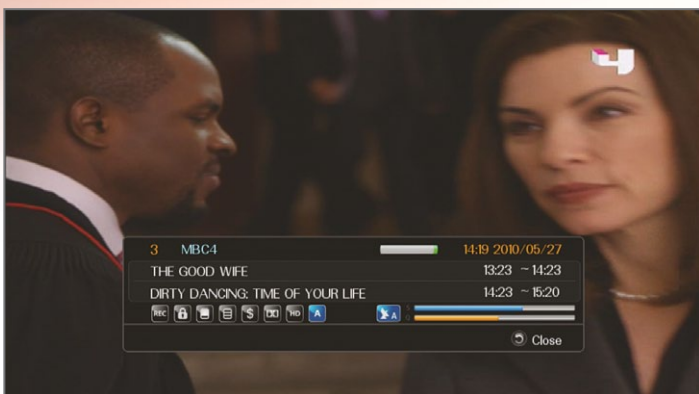 4
3 MBC4 14:19 2010/05/27
THE GOOD WIFE 13:23 ~ 14:23
DIRTY DANCING: TIME OF YOUR LIFE 14:23 ~ 15:20
REC $ HD A A
Close